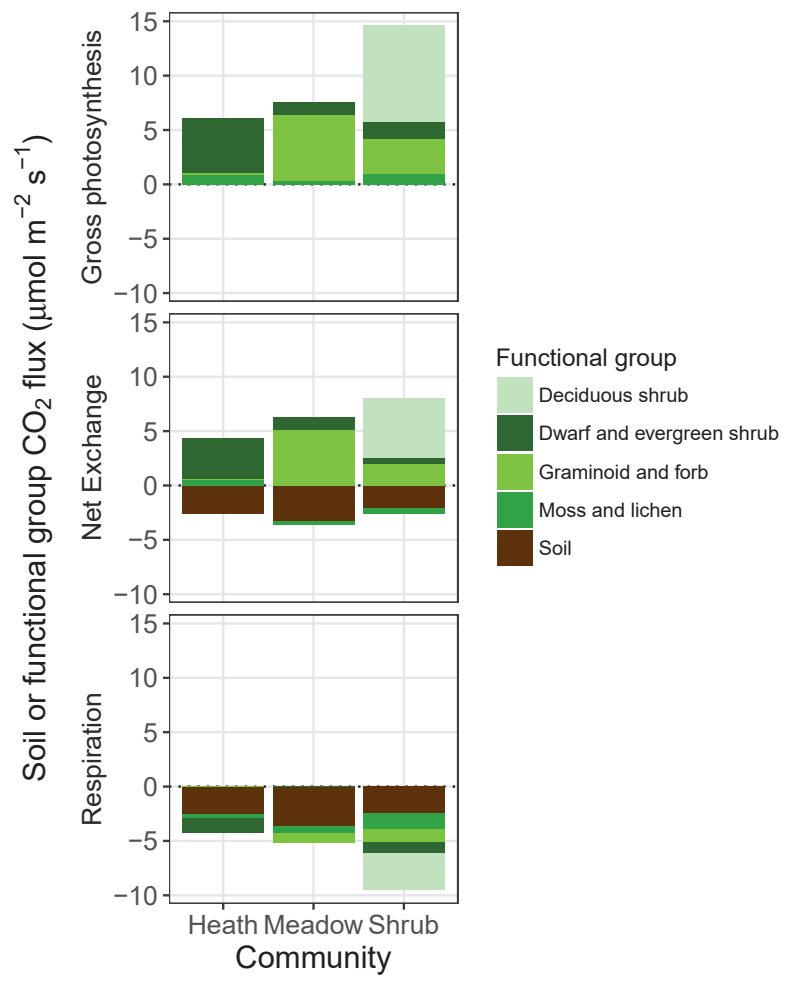 Soil or functional group CO₂ flux (μmol m⁻² s⁻¹)
Gross photosynthesis
15
10
5
0
−5
−10
Net Exchange
15
10
5
0
−5
−10
Respiration
15
10
5
0
−5
−10
Heath Meadow Shrub
Community
Functional group
Deciduous shrub
Dwarf and evergreen shrub
Graminoid and forb
Moss and lichen
Soil